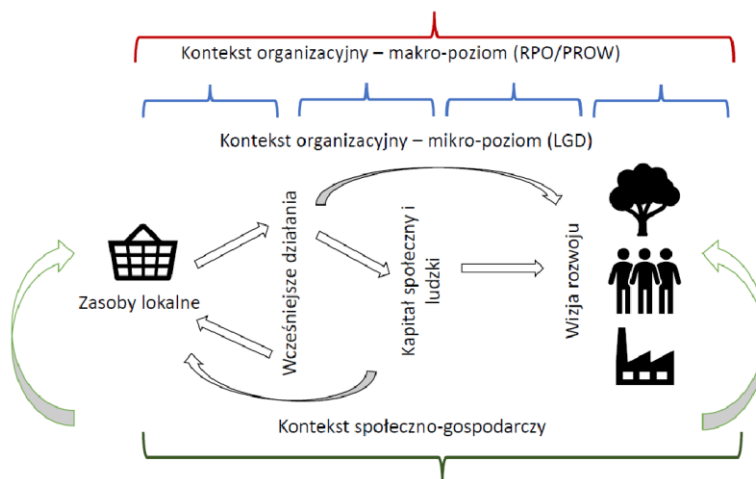 Kontekst organizacyjny – makro-poziom (RPO/PROW)
Kontekst organizacyjny – mikro-poziom (LGD)
Zasoby lokalne
Wcześniejsze działania
Kapitał społeczny i
ludzki
Wizja rozwoju
Kontekst społeczno-gospodarczy